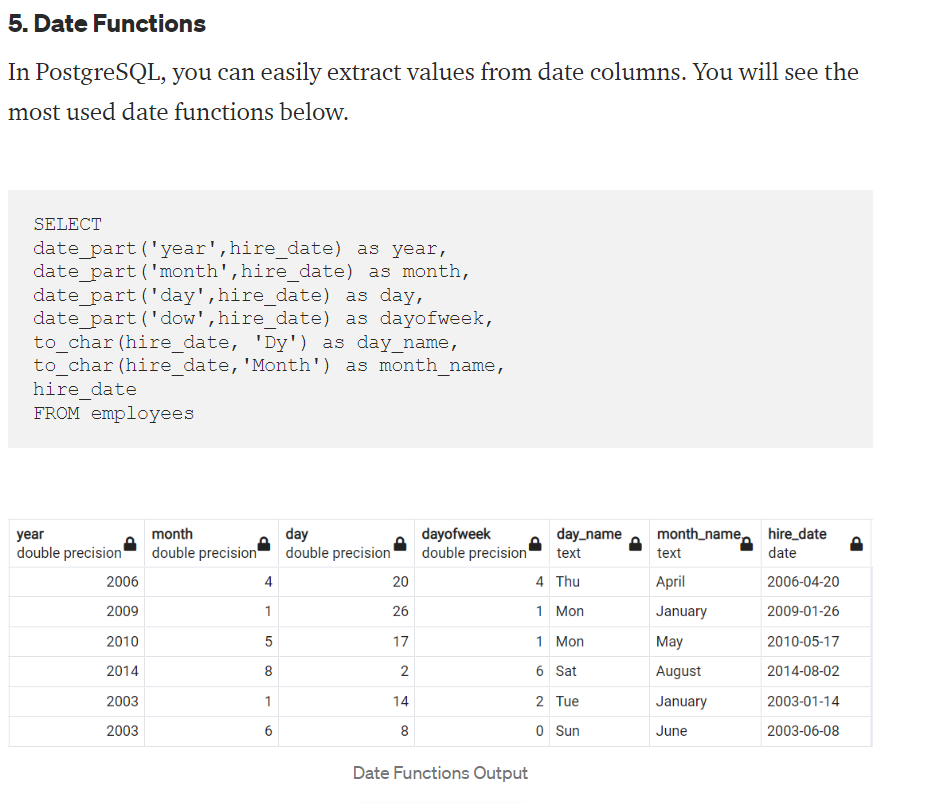 5. Date Functions
In PostgreSQL, you can easily extract values from date columns. You will see the
most used date functions below.
SELECT
date_part('year',hire_date) as year,
date_part('month',hire_date) as month,
date_part('day',hire_date) as day,
date_part('dow',hire_date) as dayofweek,
to_char(hire_date, 'Dy') as day_name,
to_char(hire_date,'Month') as month_name,
hire_date
FROM employees
year month day dayofweek day_name month_name hire_date
double precision double precision double precision double precision text text date
2006 4 20 4 Thu April 2006-04-20
2009 1 26 1 Mon January 2009-01-26
2010 5 17 1 Mon May 2010-05-17
2014 8 2 6 Sat August 2014-08-02
2003 1 14 2 Tue January 2003-01-14
2003 6 8 0 Sun June 2003-06-08
Date Functions Output